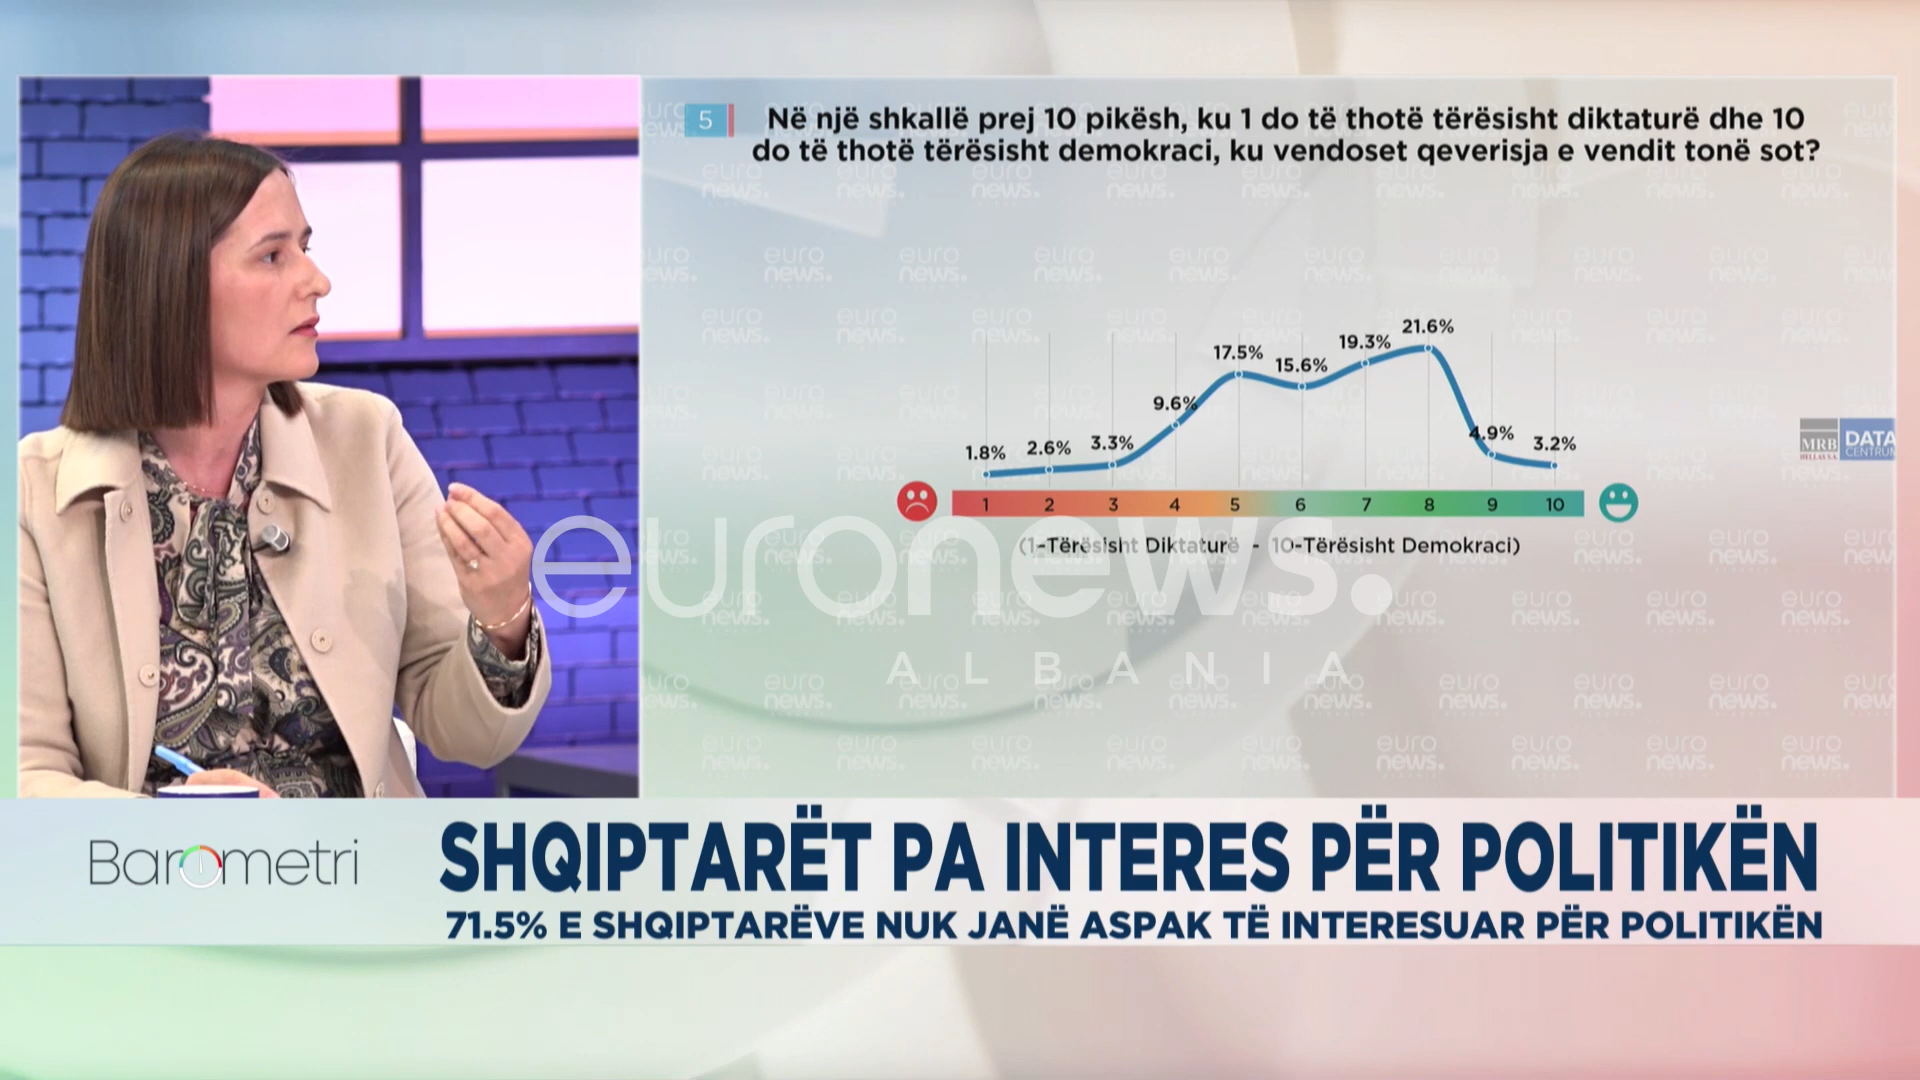 5
Në një shkallë prej 10 pikësh, ku 1 do të thotë tërësisht diktaturë dhe 10
do të thotë tërësisht demokraci, ku vendoset qeverisja e vendit tonë sot?
1.8%
2.6%
3.3%
9.6%
17.5%
15.6%
19.3%
21.6%
4.9%
3.2%
1 2 3 4 5 6 7 8 9 10
(1-Tërësisht Diktaturë - 10-Tërësisht Demokraci)
MRB
DATA
CENTRUM
euronews.
ALBANIA
Barometri
SHQIPTARËT PA INTERES PËR POLITIKËN
71.5% E SHQIPTARËVE NUK JANË ASPAK TË INTERESUAR PËR POLITIKËN